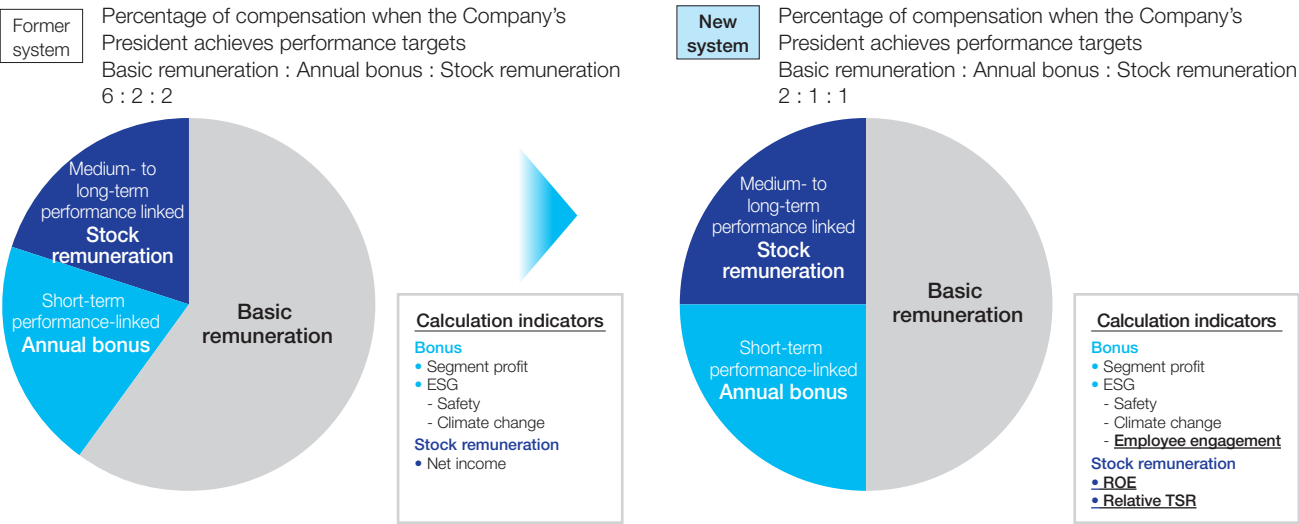 Former
system
Percentage of compensation when the Company's
President achieves performance targets
Basic remuneration : Annual bonus : Stock remuneration
6 : 2 : 2
Medium- to
long-term
performance linked
Stock
remuneration
Short-term
performance-linked
Annual bonus
Basic
remuneration
Calculation indicators
Bonus
• Segment profit
• ESG
- Safety
- Climate change
Stock remuneration
• Net income
New
system
Percentage of compensation when the Company's
President achieves performance targets
Basic remuneration : Annual bonus : Stock remuneration
2 : 1 : 1
Medium- to
long-term
performance linked
Stock
remuneration
Short-term
performance-linked
Annual bonus
Basic
remuneration
Calculation indicators
Bonus
• Segment profit
• ESG
- Safety
- Climate change
- Employee engagement
Stock remuneration
• ROE
• Relative TSR